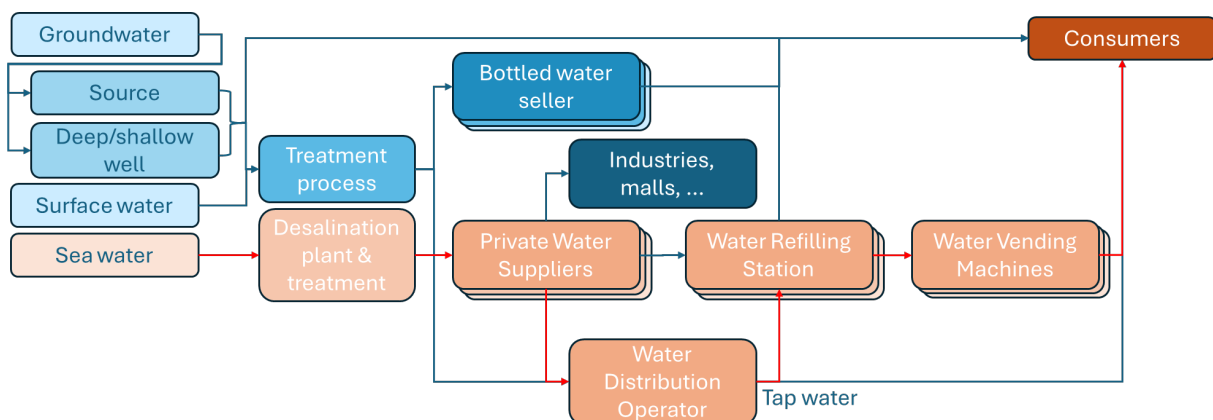 Groundwater
Consumers
Source
Bottled water
seller
Deep/shallow
well
Treatment
process
Industries,
malls, ...
Surface water
Sea water
Desalination
plant &
treatment
Private Water
Suppliers
Water Refilling
Station
Water Vending
Machines
Water
Distribution
Operator
Tap water